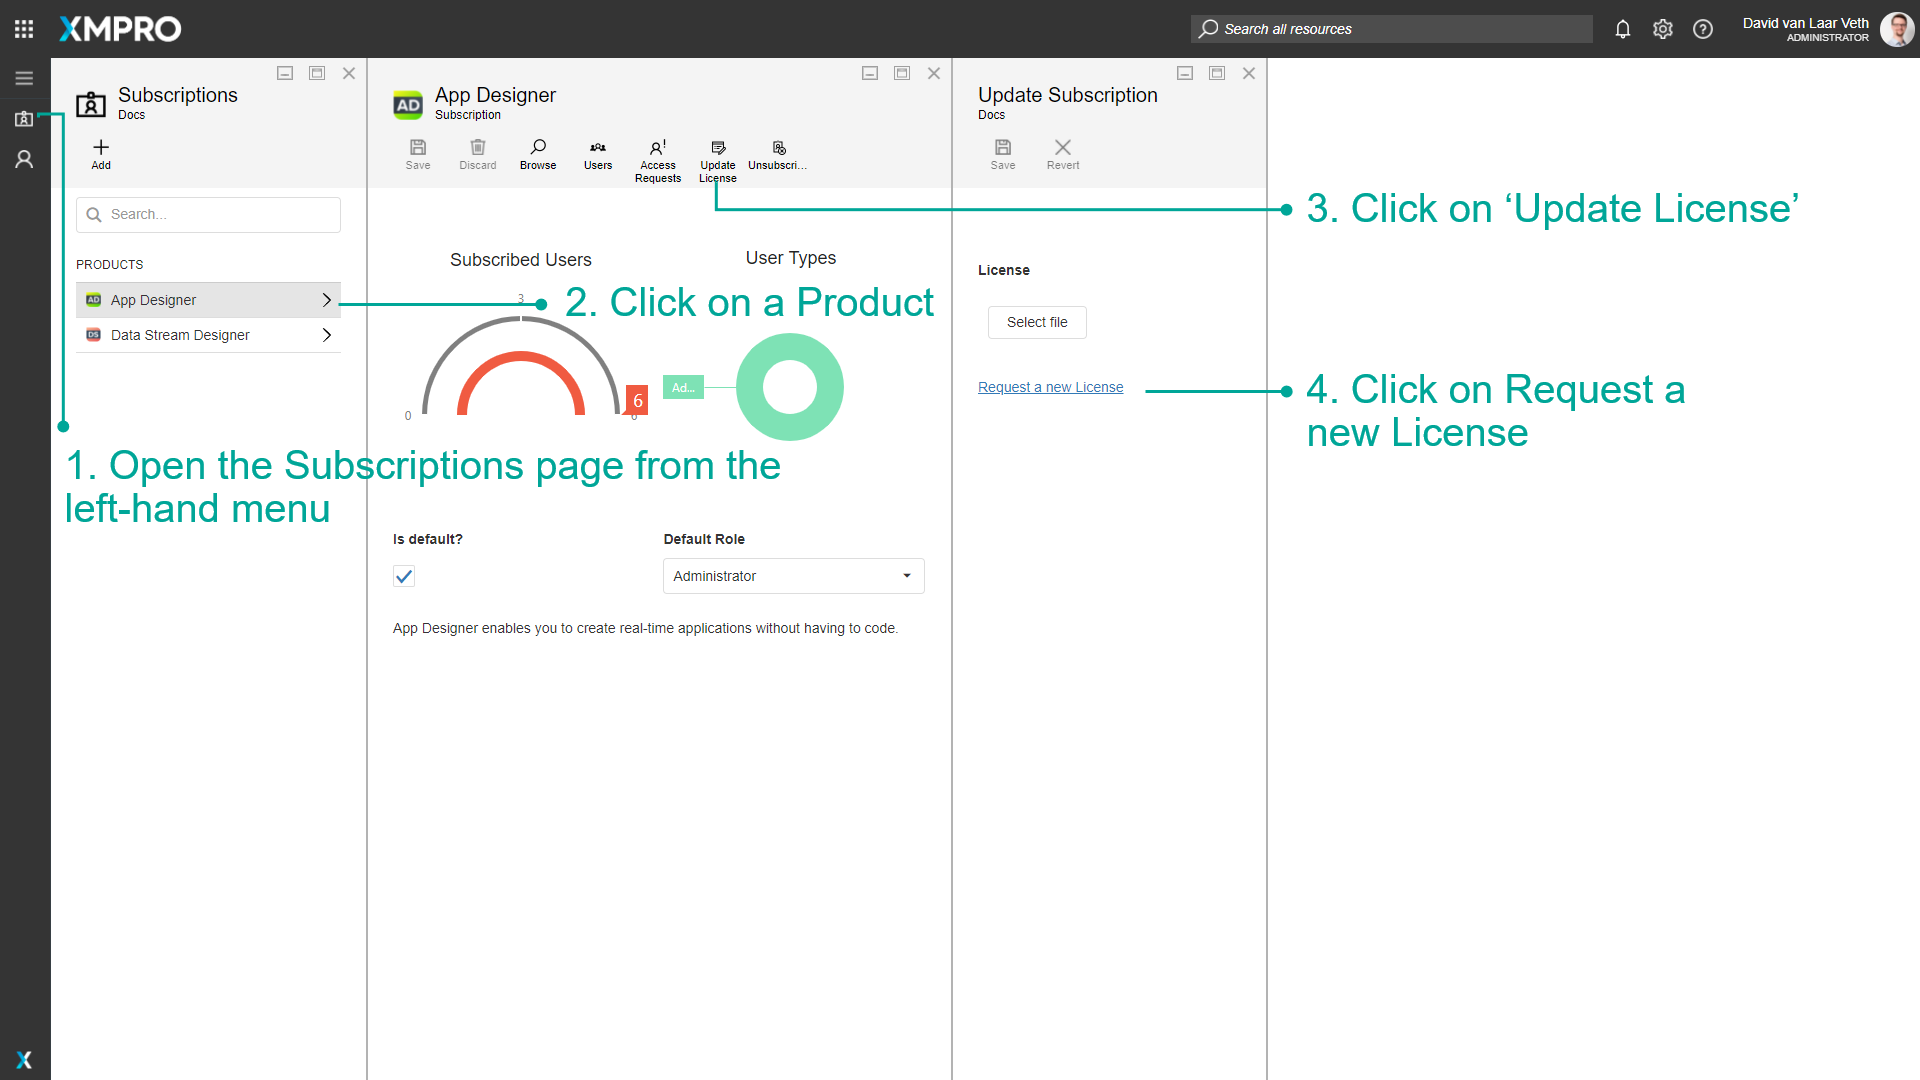 XMPRO
Search all resources
David van Laar Veth
ADMINISTRATOR
Subscriptions
Docs
Add
Search...
PRODUCTS
AD App Designer
DS Data Stream Designer
1. Open the Subscriptions page from the
left-hand menu
AD
App Designer
Subscription
Save
Discard
Browse
Users
Access
Requests
Update
License
Unsubscri...
Subscribed Users
User Types
3
2. Click on a Product
0
6
6
Ad...
Is default?
Default Role
Administrator
App Designer enables you to create real-time applications without having to code.
Update Subscription
Docs
Save
Revert
3. Click on ‘Update License’
License
Select file
Request a new License
4. Click on Request a
new License
X